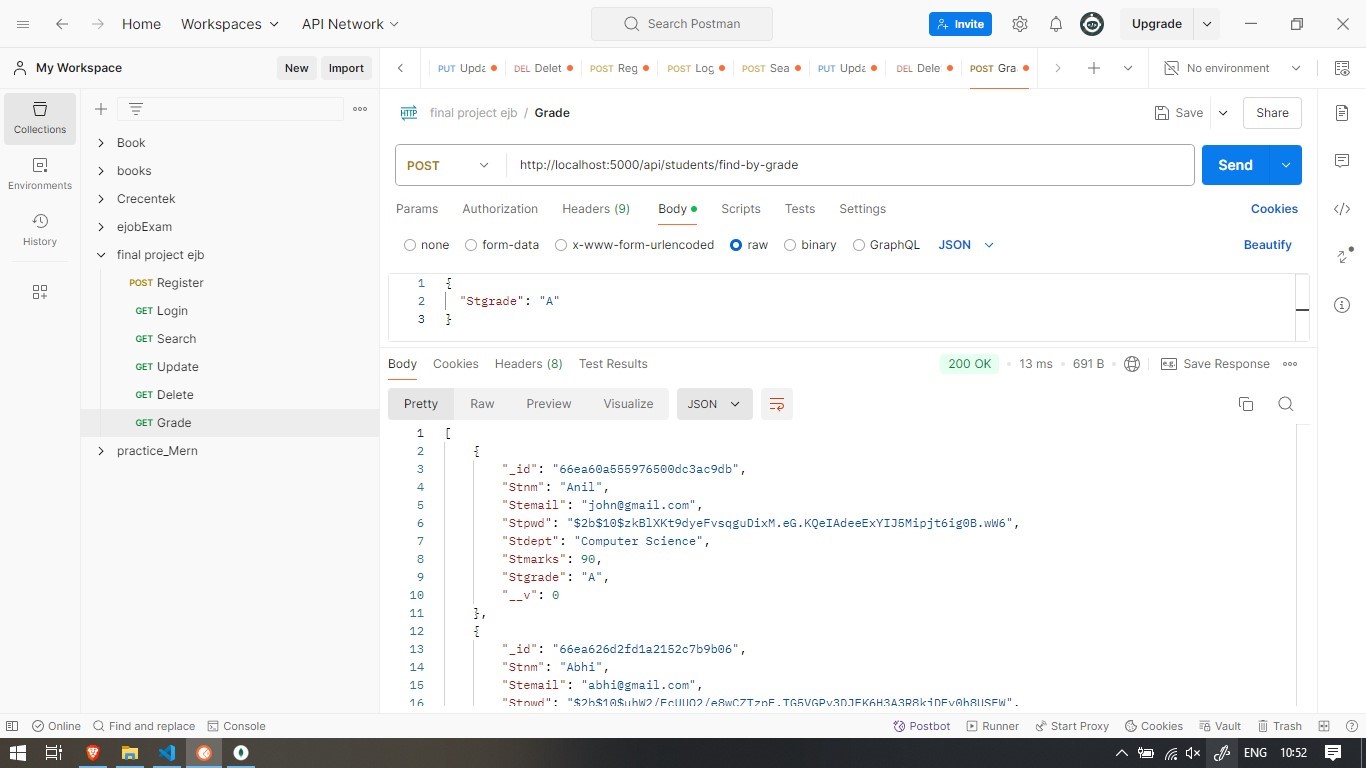 Home Workspaces API Network Search Postman Invite Upgrade
My Workspace New Import PUT Upda DEL Delet POST Reg POST Log POST Sea PUT Upda DEL Dele POST Gra No environment
Collections
Environments
History
Book
books
Crecentek
ejobExam
final project ejb
POST Register
GET Login
GET Search
GET Update
GET Delete
GET Grade
practice_Mern
HTTP final project ejb / Grade Save Share
POST http://localhost:5000/api/students/find-by-grade Send
Params Authorization Headers (9) Body Scripts Tests Settings Cookies
none form-data x-www-form-urlencoded raw binary GraphQL JSON Beautify
1 {
2 "Stgrade": "A"
3 }
Body Cookies Headers (8) Test Results 200 OK 13 ms 691 B e.g. Save Response
Pretty Raw Preview Visualize JSON
1 [
2 {
3 "_id": "66ea60a555976500dc3ac9db",
4 "Stnm": "Anil",
5 "Stemail": "john@gmail.com",
6 "Stpwd": "$2b$10$zkBlXKt9dyeFvsqguDixM.eG.KQeIAdeeExYIJ5Mipjt6ig0B.wW6",
7 "Stdept": "Computer Science",
8 "Stmarks": 90,
9 "Stgrade": "A",
10 "__v": 0
11 },
12 {
13 "_id": "66ea626d2fd1a2152c7b9b06",
14 "Stnm": "Abhi",
15 "Stemail": "abhi@gmail.com",
16 "Stpwd":
Online Find and replace Console Postbot Runner Start Proxy Cookies Vault Trash
ENG 10:52